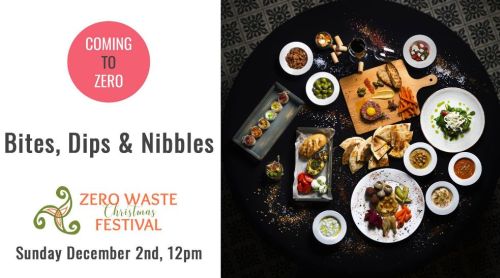 COMING
TO
ZERO
Bites, Dips & Nibbles
ZERO WASTE
Christmas
FESTIVAL
Sunday December 2nd, 12pm